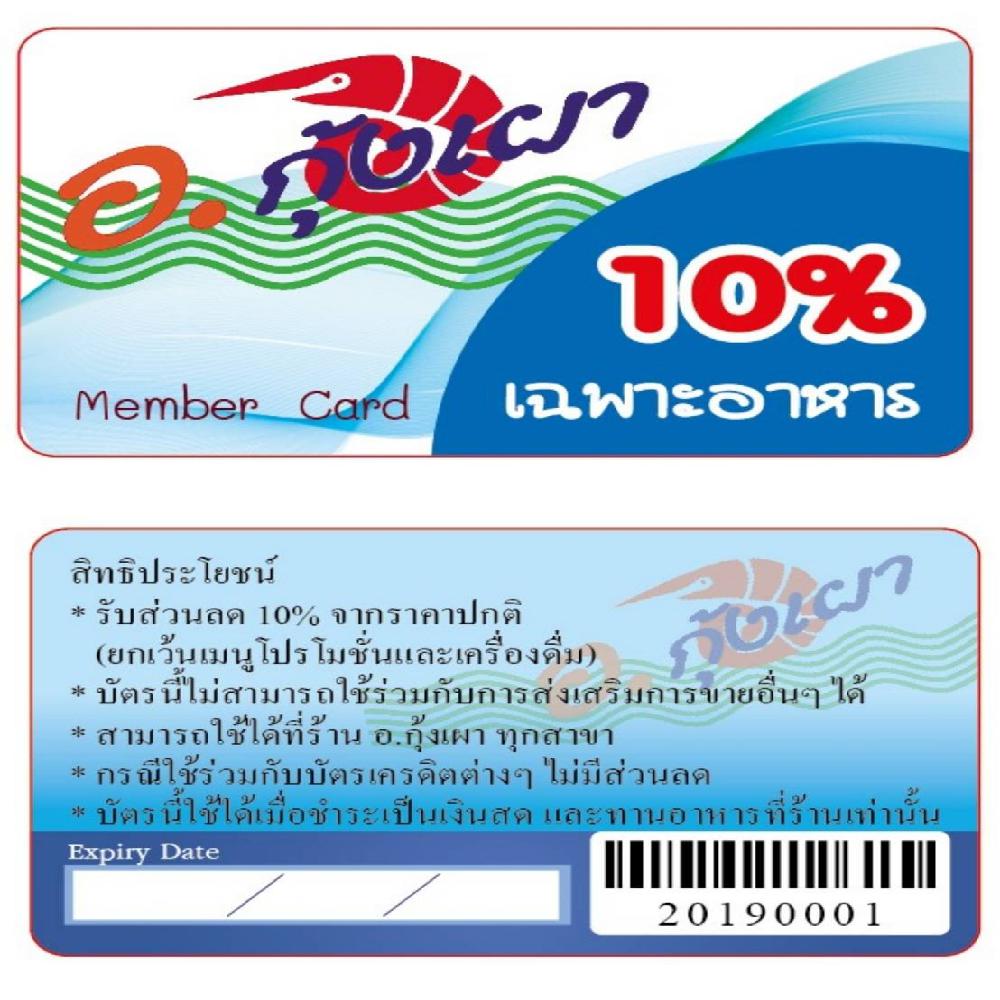 อ. กุ้งเผา
10%
Member Card
เฉพาะอาหาร
สิทธิประโยชน์
* รับส่วนลด 10% จากราคาปกติ
(ยกเว้นเมนูโปรโมชั่นและเครื่องดื่ม)
* บัตรนี้ไม่สามารถใช้ร่วมกับการส่งเสริมการขายอื่นๆ ได้
* สามารถใช้ได้ที่ร้าน อ.กุ้งเผา ทุกสาขา
* กรณีใช้ร่วมกับบัตรเครดิตต่างๆ ไม่มีส่วนลด
* บัตรนี้ใช้ได้เมื่อชำระเป็นเงินสด และทานอาหารที่ร้านเท่านั้น
อ. กุ้งเผา
Expiry Date
/ /
20190001